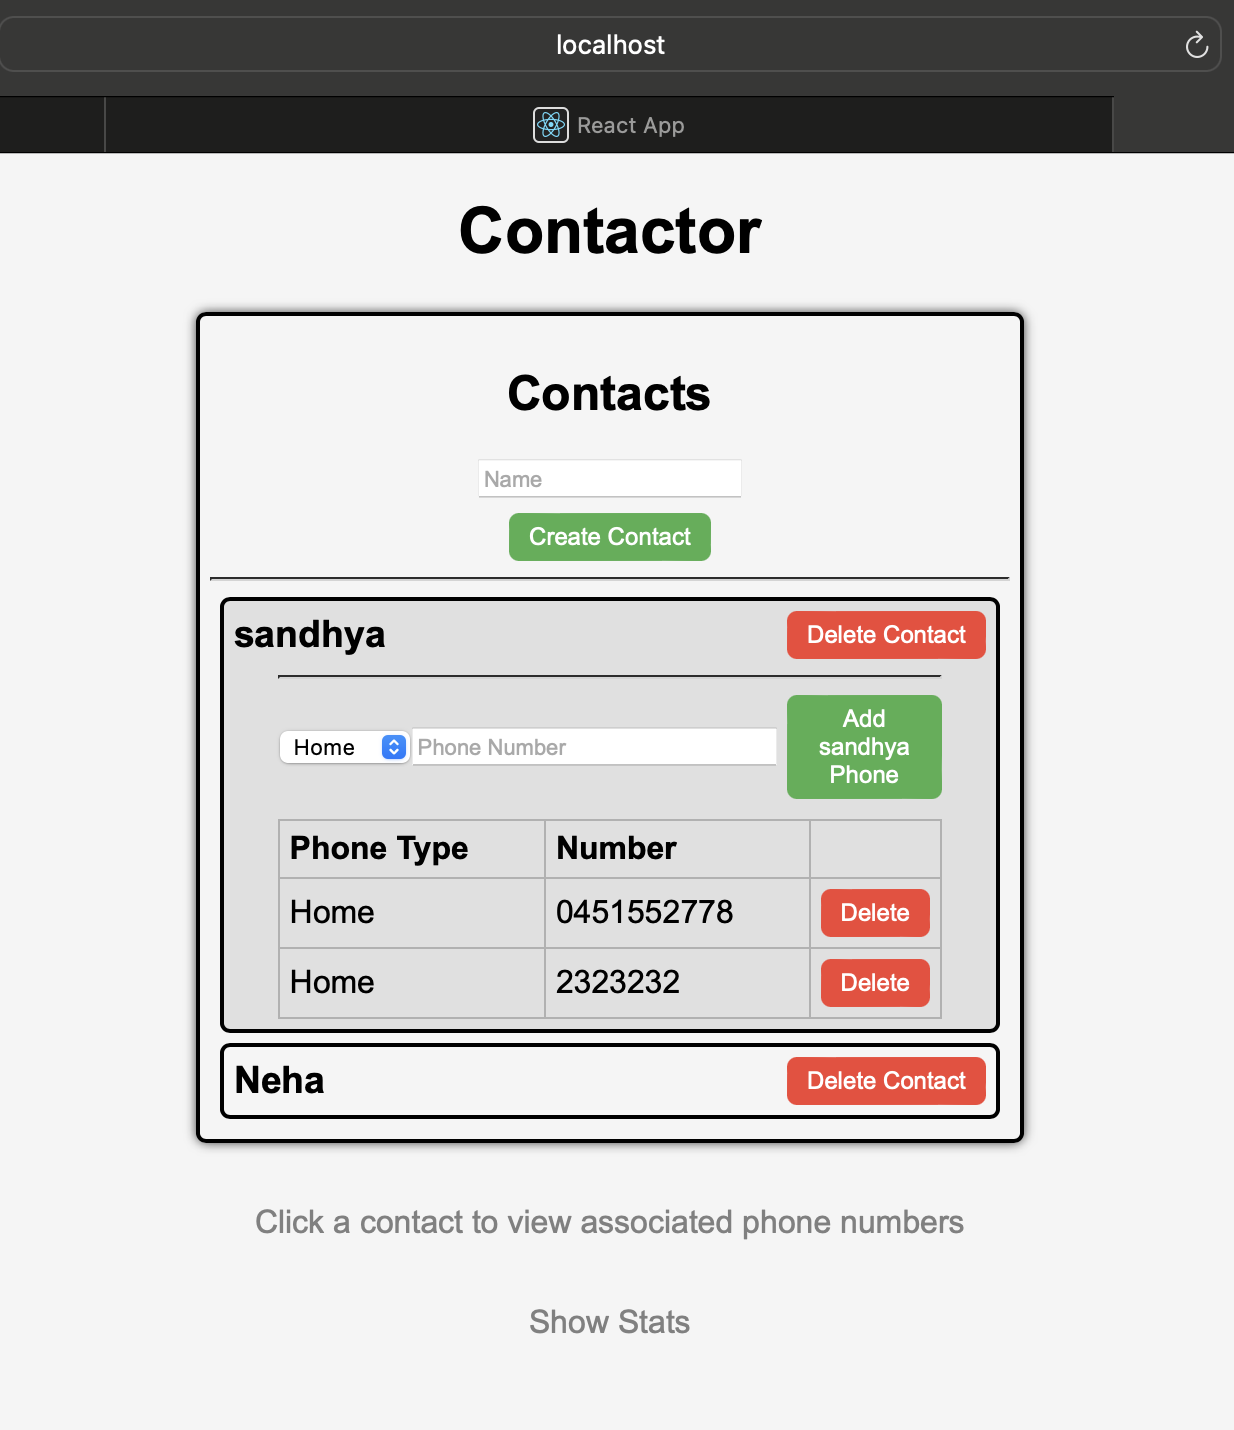 localhost
React App
Contactor
Contacts
Name
Create Contact
sandhya
Delete Contact
Home
Phone Number
Add
sandhya
Phone
Phone Type Number
Home 0451552778 Delete
Home 2323232 Delete
Neha
Delete Contact
Click a contact to view associated phone numbers
Show Stats